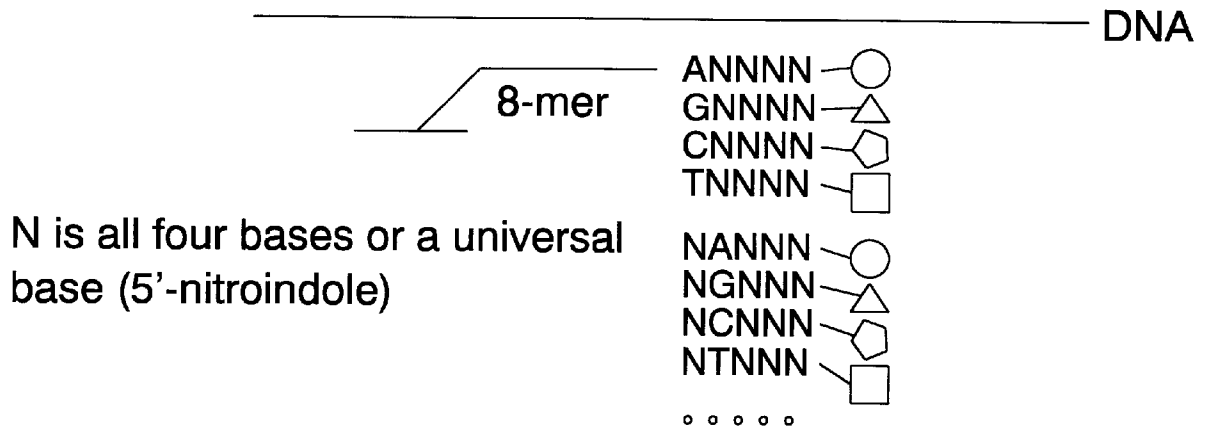 DNA
8-mer
ANNNN
GNNNN
CNNNN
TNNNN
N is all four bases or a universal
base (5’-nitroindole)
NANNN
NGNNN
NCNNN
NTNNN